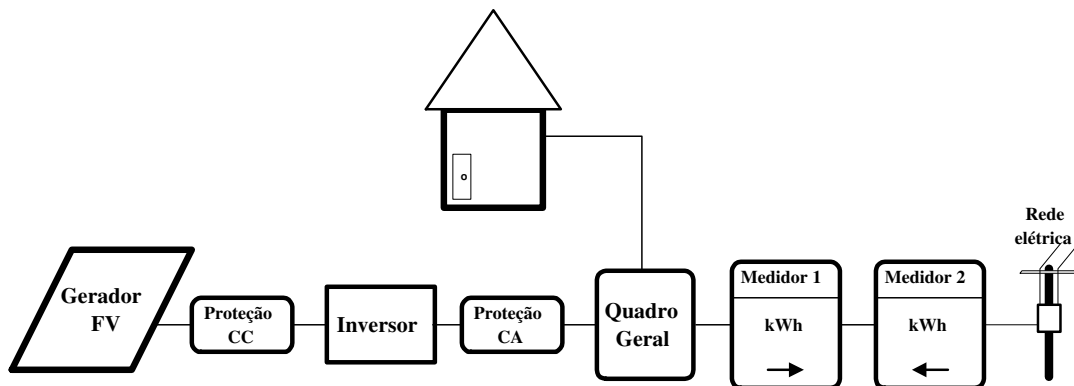 Rede
elétrica
Gerador
FV
Proteção
CC
Inversor
Proteção
CA
Quadro
Geral
Medidor 1
kWh
Medidor 2
kWh